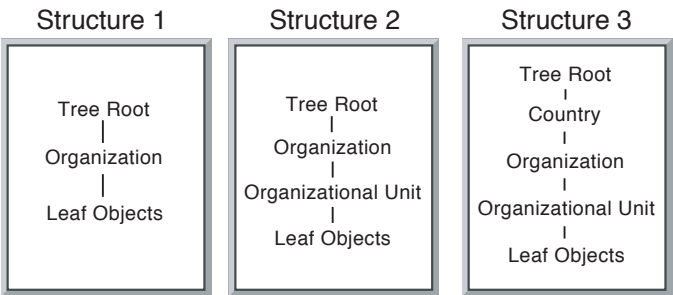 Structure 1
Tree Root
Organization
Leaf Objects
Structure 2
Tree Root
Organization
Organizational Unit
Leaf Objects
Structure 3
Tree Root
Country
Organization
Organizational Unit
Leaf Objects